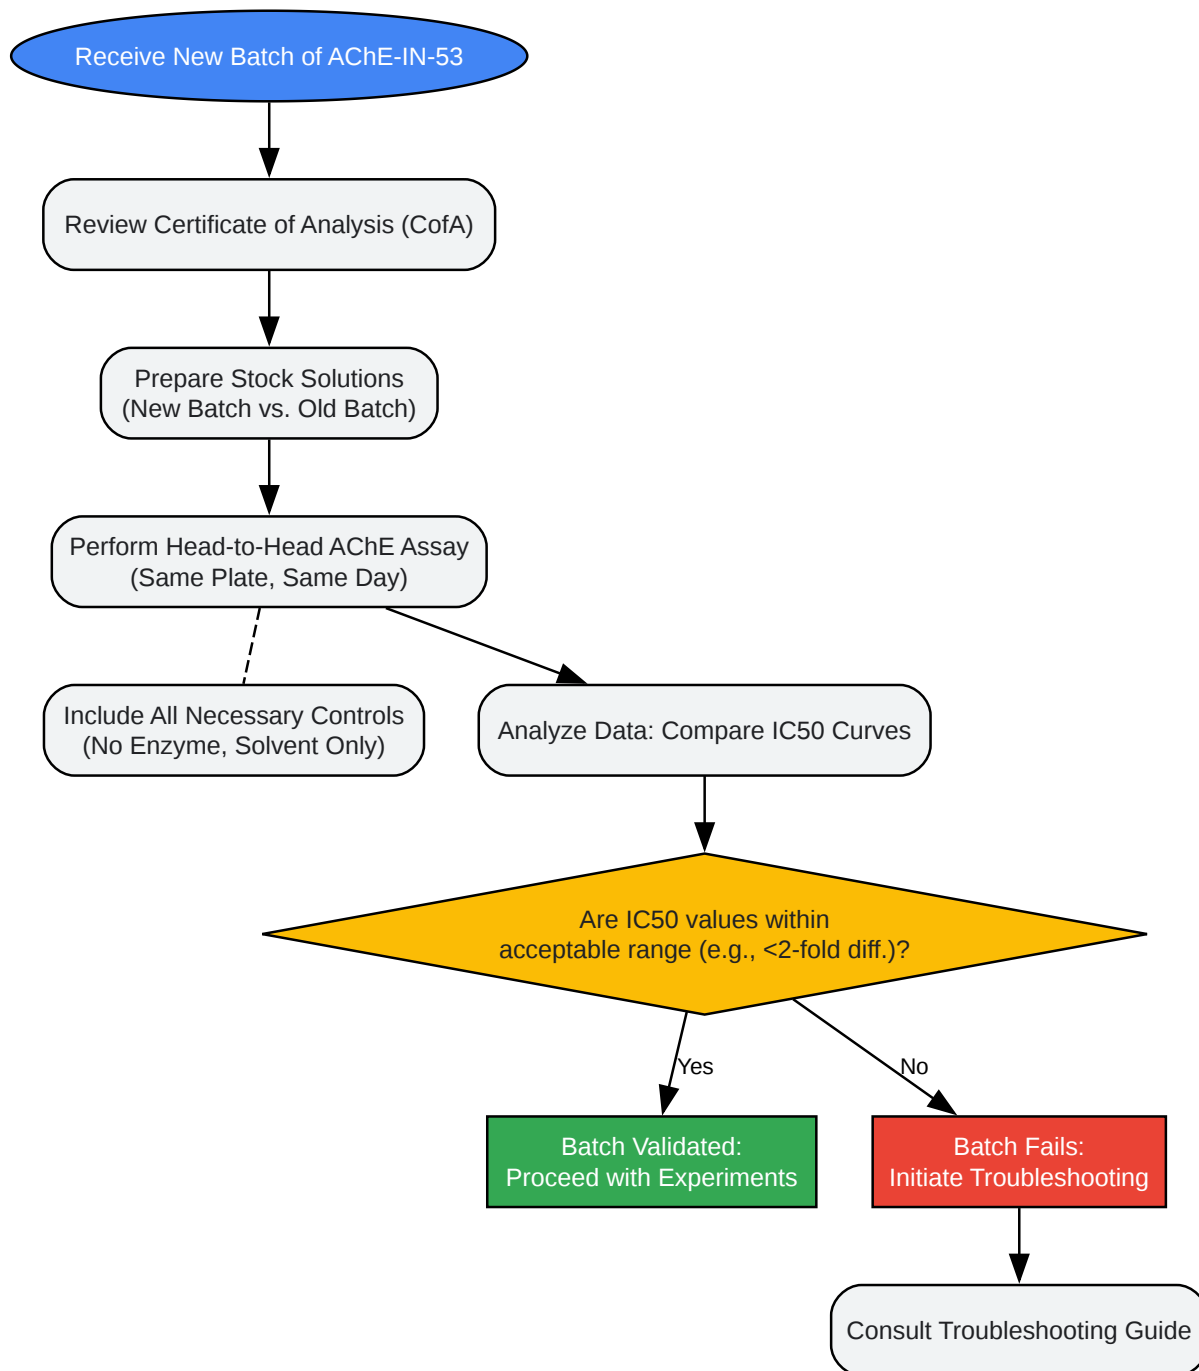 Receive New Batch of AChE-IN-53
Review Certificate of Analysis (CofA)
Prepare Stock Solutions
(New Batch vs. Old Batch)
Perform Head-to-Head AChE Assay
(Same Plate, Same Day)
Include All Necessary Controls
(No Enzyme, Solvent Only)
Analyze Data: Compare IC50 Curves
Are IC50 values within
acceptable range (e.g., <2-fold diff.)?
Yes
No
Batch Validated:
Proceed with Experiments
Batch Fails:
Initiate Troubleshooting
Consult Troubleshooting Guide